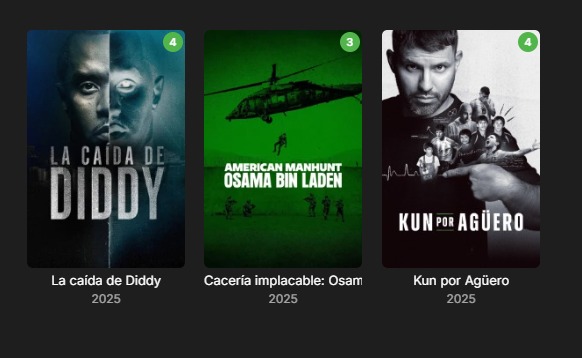 4
LA CAÍDA DE
DIDDY
La caída de Diddy
2025
3
AMERICAN MANHUNT
OSAMA BIN LADEN
Cacería implacable: Osam
2025
4
KUN POR AGÜERO
Kun por Agüero
2025